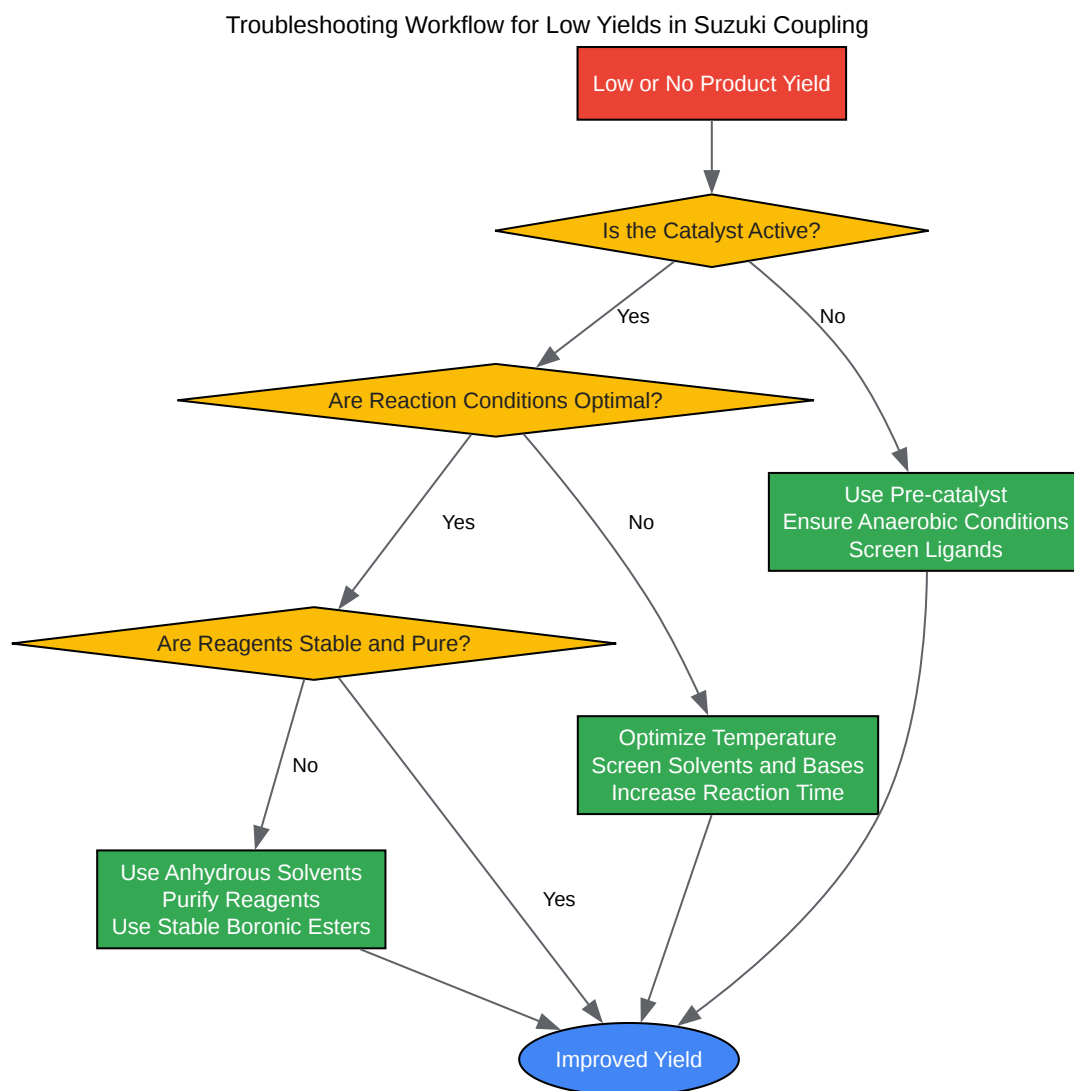 Troubleshooting Workflow for Low Yields in Suzuki Coupling
Low or No Product Yield
Is the Catalyst Active?
Yes
No
Are Reaction Conditions Optimal?
Use Pre-catalyst
Ensure Anaerobic Conditions
Screen Ligands
Yes
No
Are Reagents Stable and Pure?
Optimize Temperature
Screen Solvents and Bases
Increase Reaction Time
No
Use Anhydrous Solvents
Purify Reagents
Use Stable Boronic Esters
Yes
Improved Yield